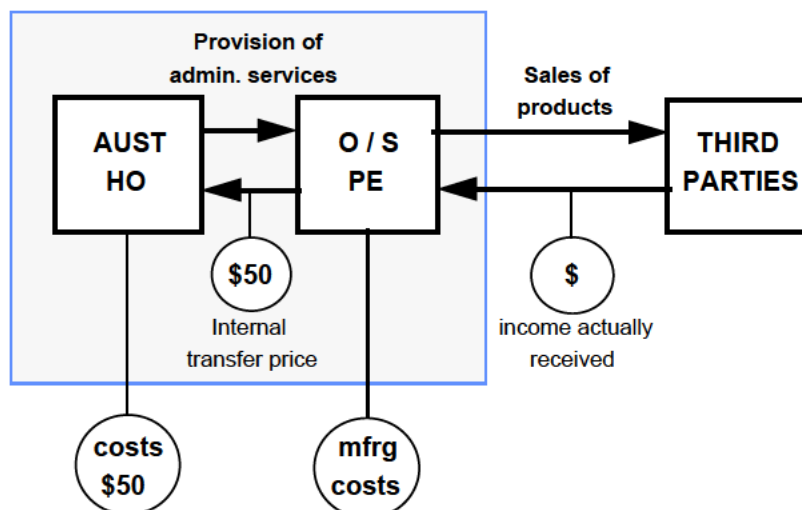 Provision of
admin. services
Sales of
products
AUST
HO
O / S
PE
THIRD
PARTIES
$50
$
Internal
transfer price
income actually
received
costs
$50
mfrg
costs